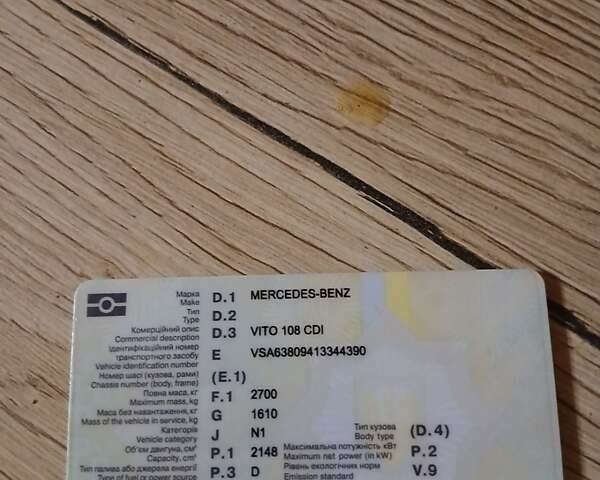 Марка
Make D.1 MERCEDES-BENZ
Тип
Type D.2
Комерційний опис
Commercial description D.3 VITO 108 CDI
Ідентифікаційний номер
транспортного засобу E VSA63809413344390
Vehicle identification number
Номер шасі (кузова, рами) (E.1)
Chassis number (body, frame)
Повна маса, кг F.1 2700
Maximum mass, kg
Маса без навантаження, кг G 1610
Mass of the vehicle in service, kg
Категорія J N1 Тип кузова (D.4)
Vehicle category Body type
Об'єм двигуна, см³ P.1 2148 Максимальна потужність кВт P.2
Capacity, cm³ Maximum net power (in kW)
Тип палива або джерела енергії P.3 D Рівень екологічних норм V.9
Type of fuel or power source Emission standard